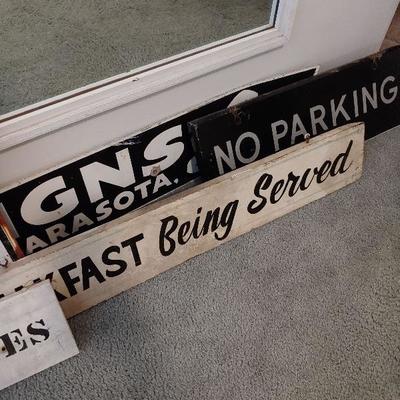 GNS
ARASOTA,
NO PARKING
KFAST Being Served
ES